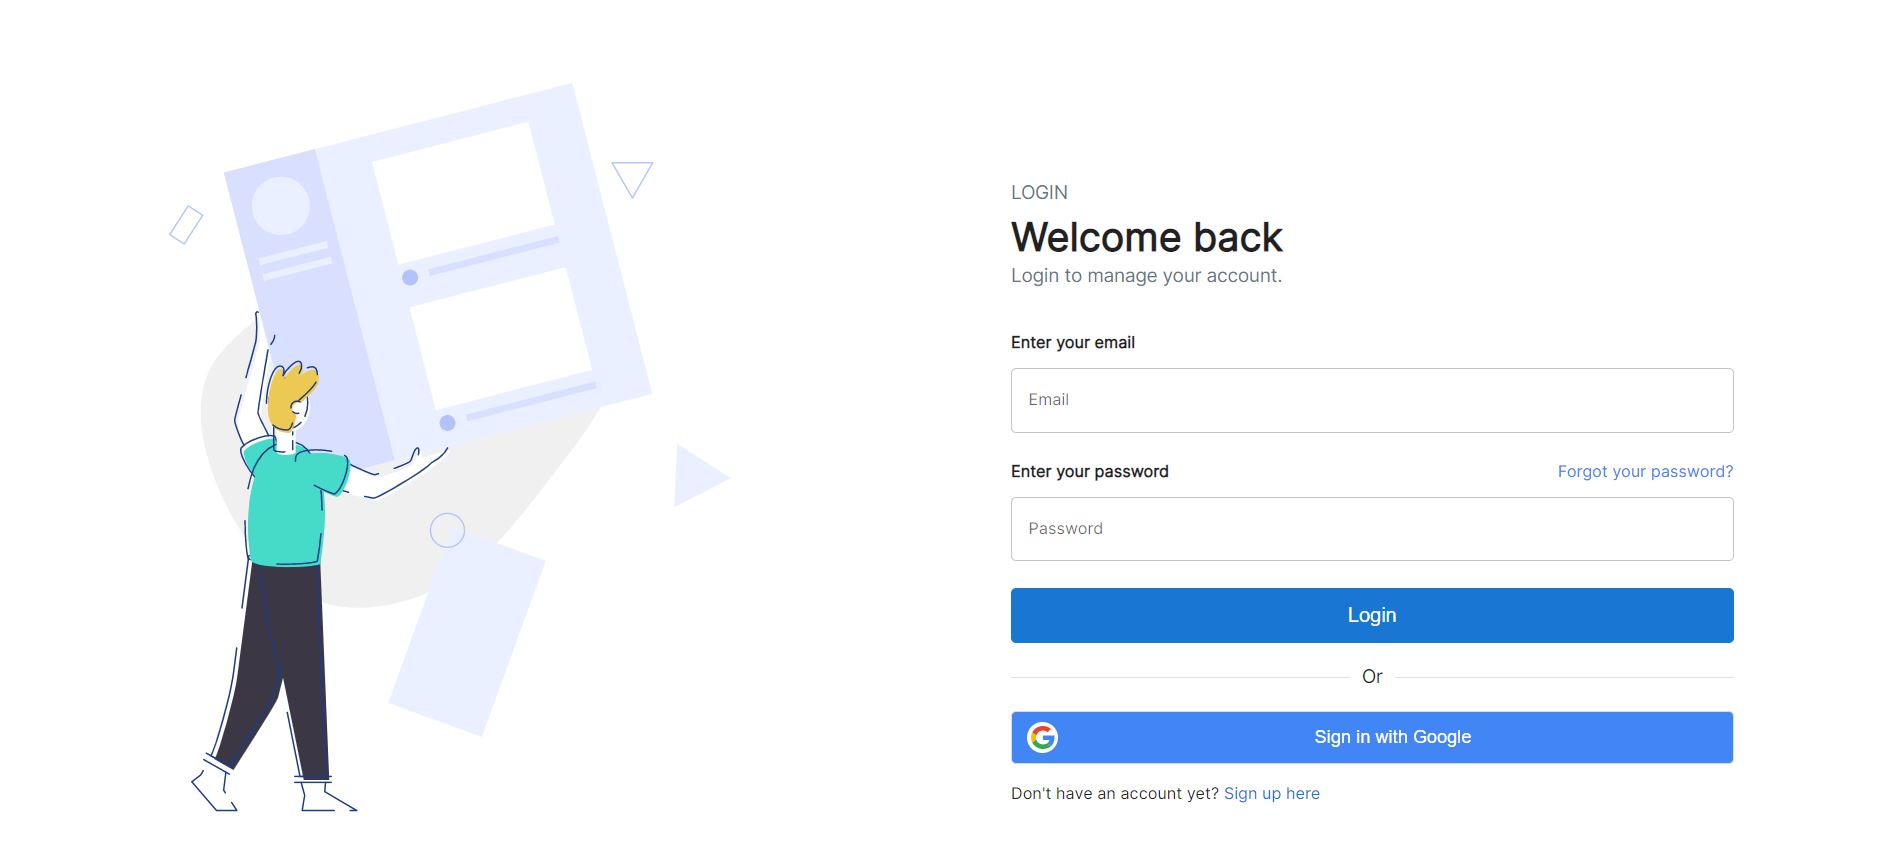 LOGIN
Welcome back
Login to manage your account.
Enter your email
Email
Enter your password Forgot your password?
Password
Login
Or
Sign in with Google
Don't have an account yet? Sign up here